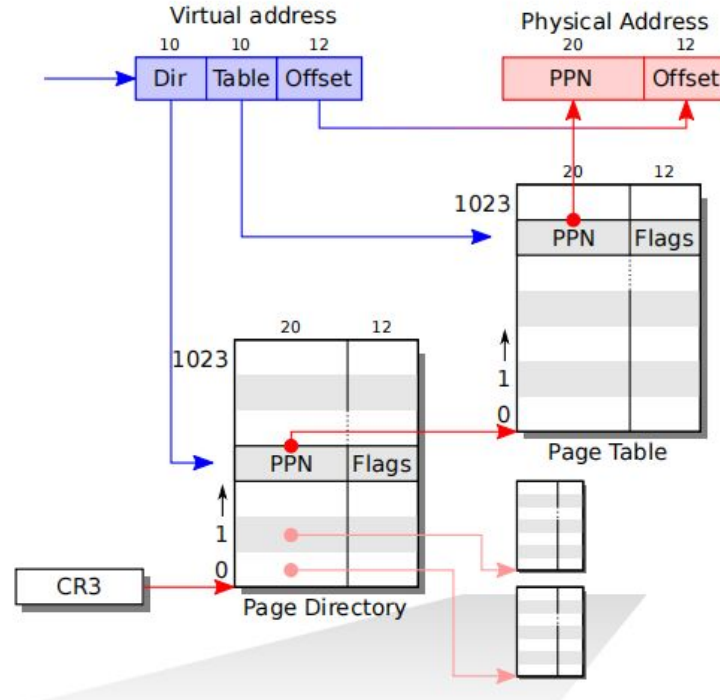 Virtual address
Physical Address
10 10 12
20 12
Dir Table Offset
PPN Offset
20 12
1023
PPN Flags
1
0
Page Table
20 12
1023
PPN Flags
1
0
CR3
Page Directory